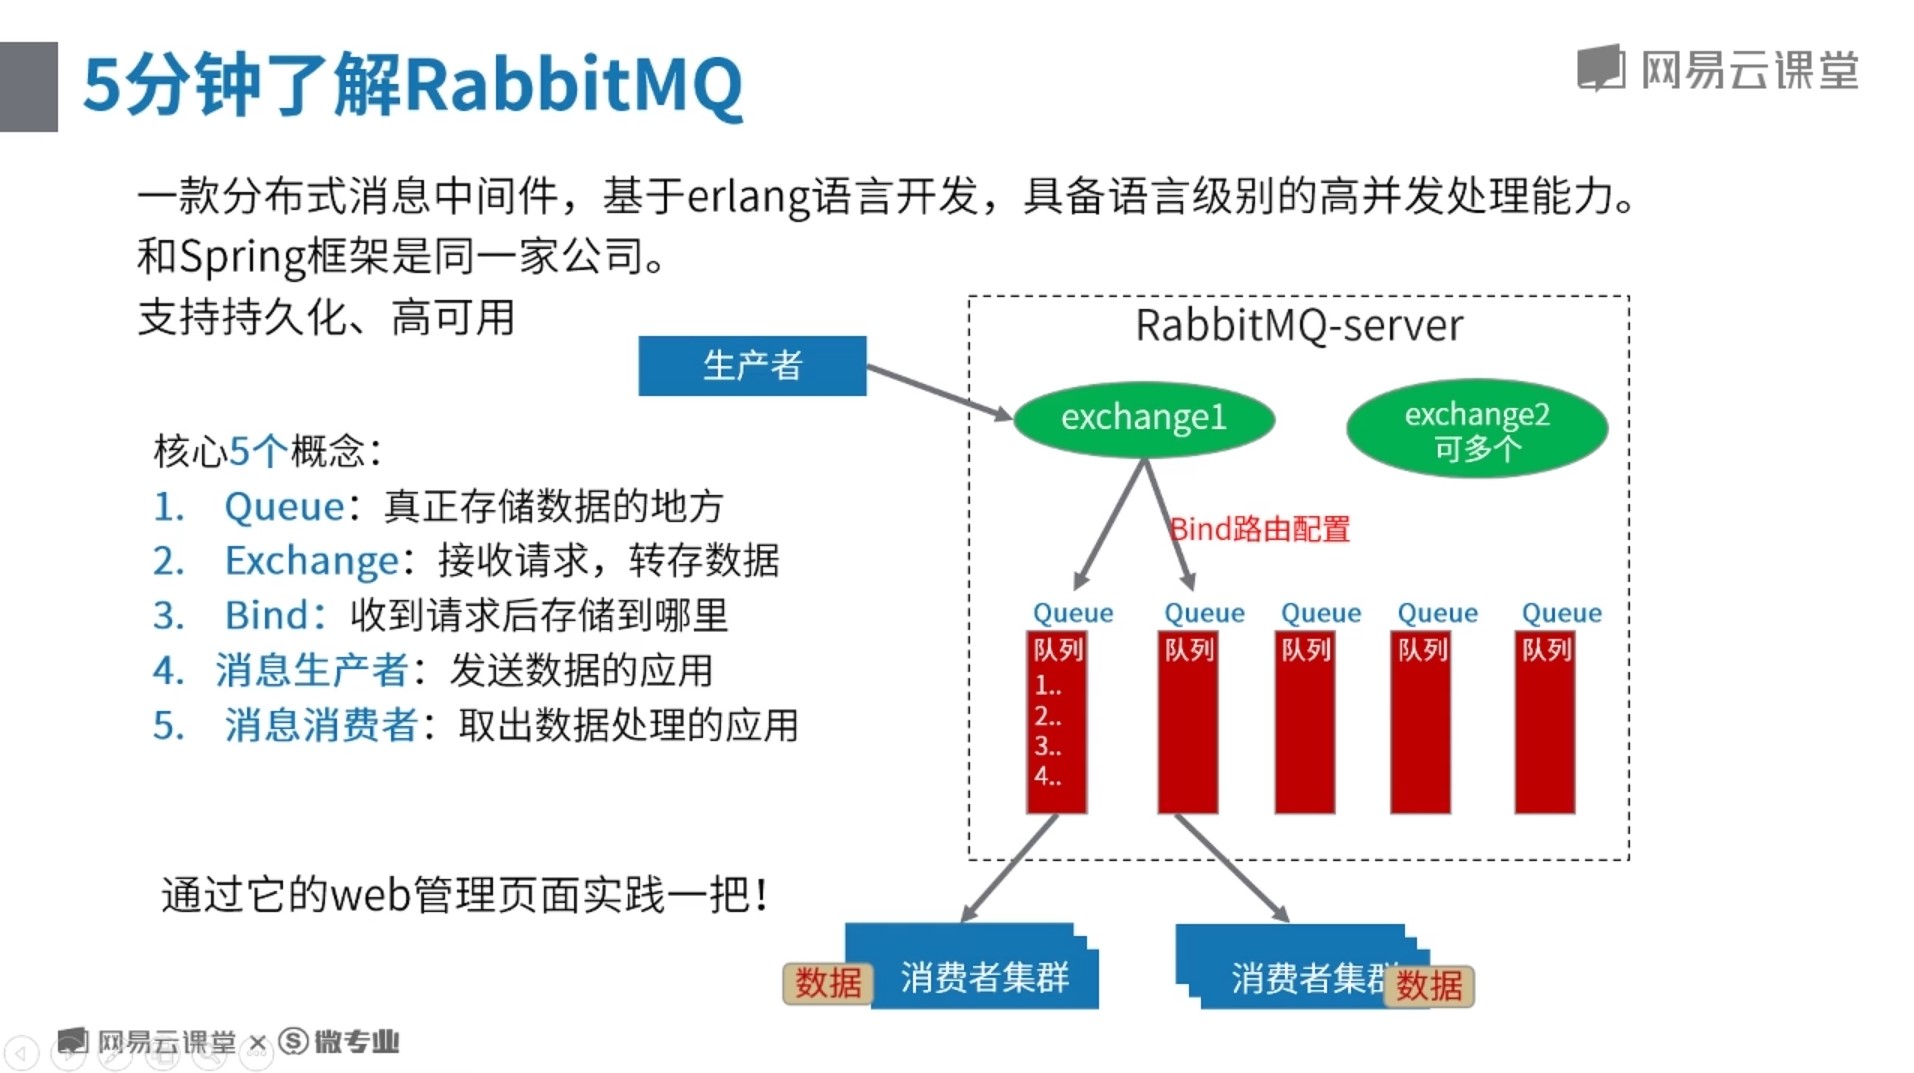 5分钟了解RabbitMQ
网易云课堂
一款分布式消息中间件，基于erlang语言开发，具备语言级别的高并发处理能力。
和Spring框架是同一家公司。
支持持久化、高可用
RabbitMQ-server
生产者
exchange1
exchange2
可多个
核心5个概念：
1. Queue：真正存储数据的地方
2. Exchange：接收请求，转存数据
3. Bind：收到请求后存储到哪里
4. 消息生产者：发送数据的应用
5. 消息消费者：取出数据处理的应用
Bind路由配置
Queue Queue Queue Queue Queue
队列 队列 队列 队列 队列
1..
2..
3..
4..
通过它的web管理页面实践一把！
数据 消费者集群
消费者集群 数据
网易云课堂 × 微专业